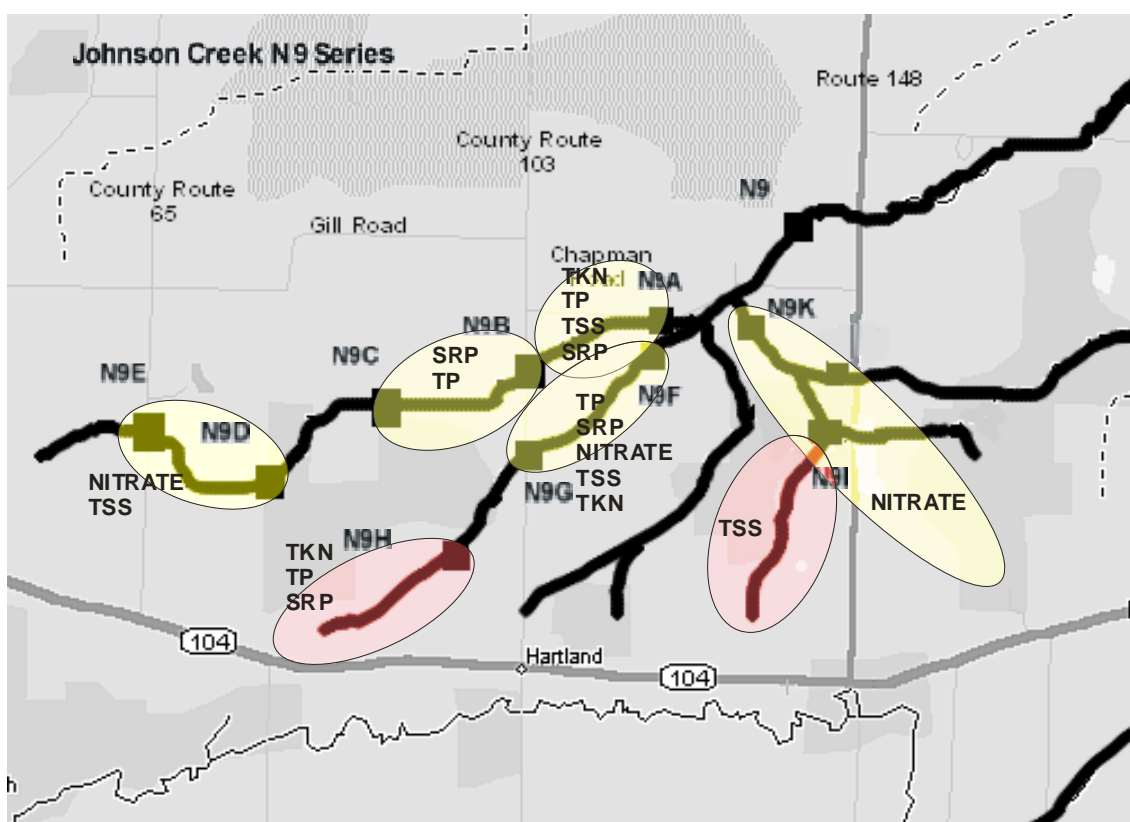 Johnson Creek N9 Series
Route 148
County Route
103
County Route
65
N9
Gill Road
Chapman
TKN
N9A
TP
N9K
TSS
N9B
SRP
SRP
TP
N9C
N9E
N9F
TP
SRP
NITRATE
TSS
TKN
N9D
NITRATE
TSS
N9G
N9I
NITRATE
TSS
N9H
TKN
TP
SRP
104
Hartland
104
h